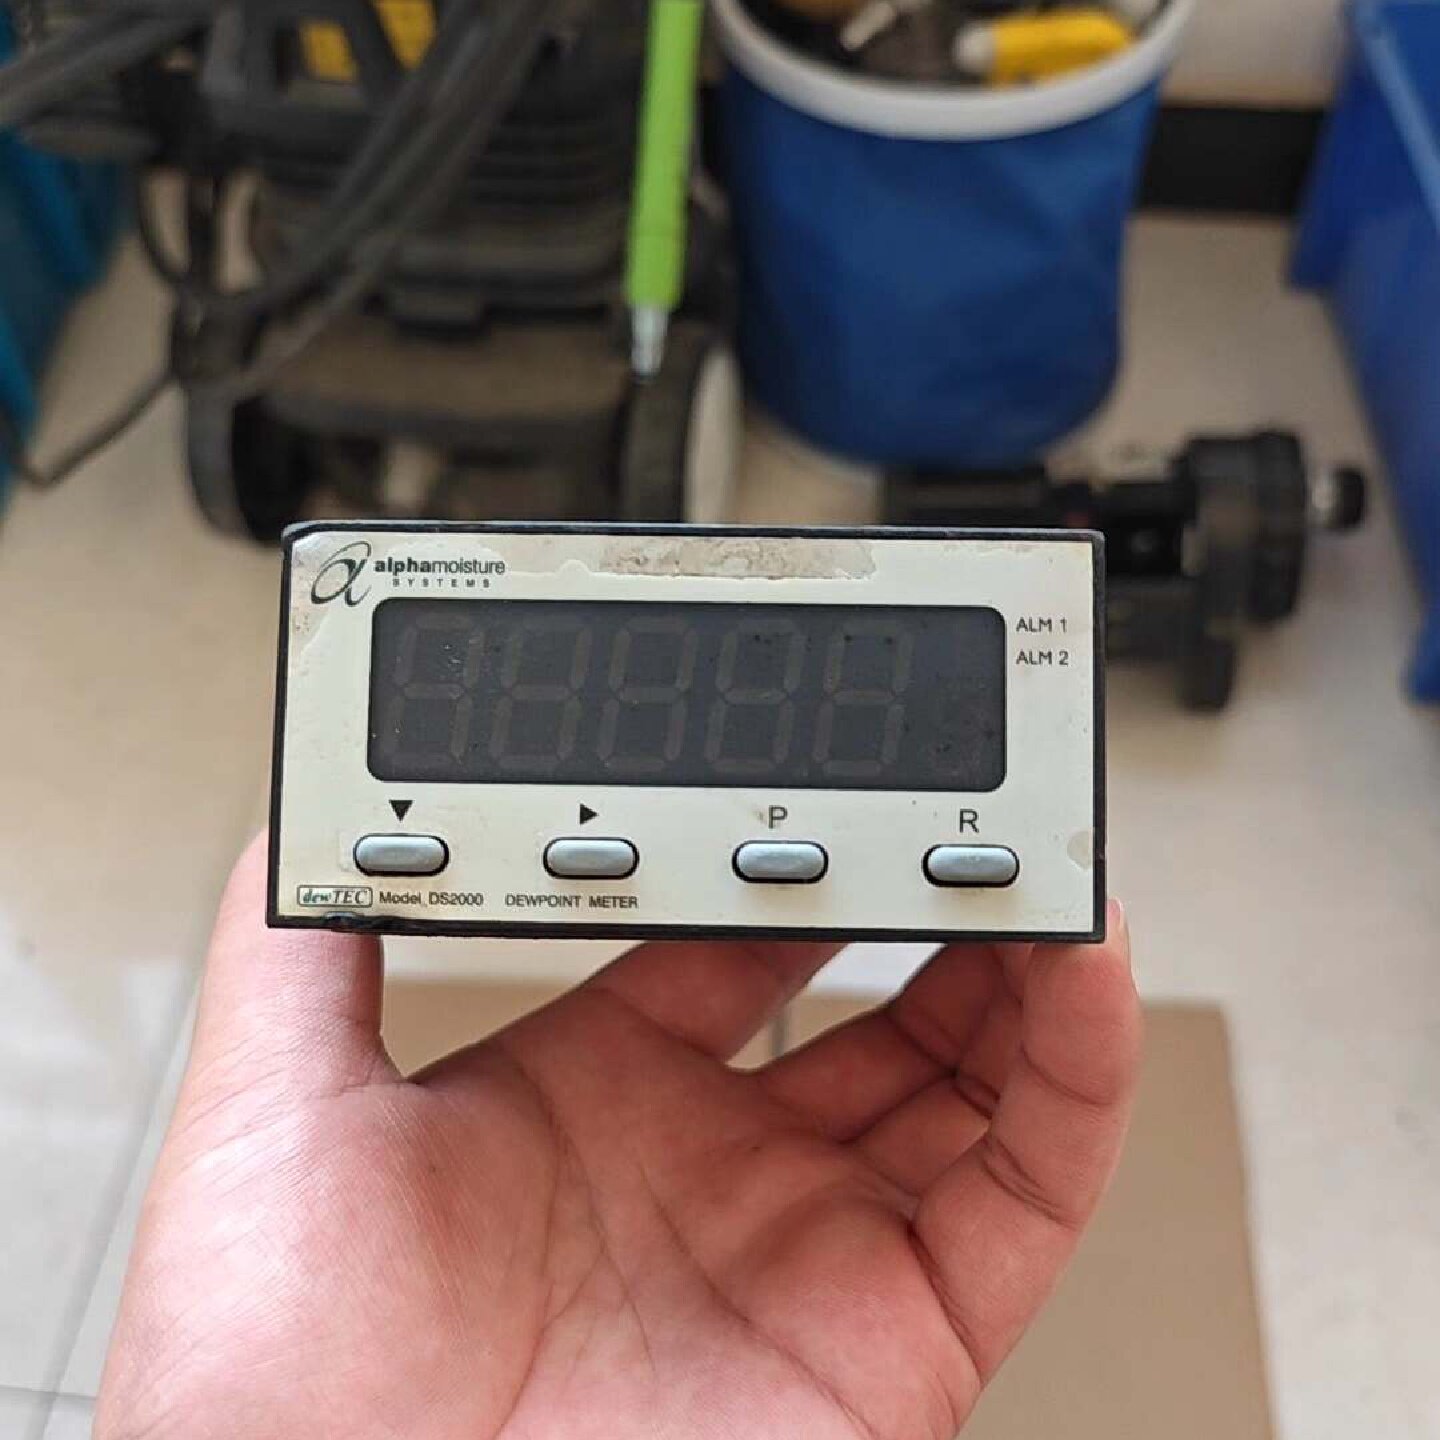 alphamoisture
SYSTEMS
ALM 1
ALM 2
P
R
dewTEC Model DS2000 DEWPOINT METER